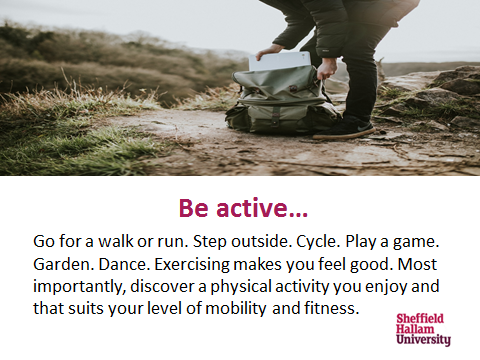 Be active...
Go for a walk or run. Step outside. Cycle. Play a game.
Garden. Dance. Exercising makes you feel good. Most
importantly, discover a physical activity you enjoy and
that suits your level of mobility and fitness.
Sheffield
Hallam
University